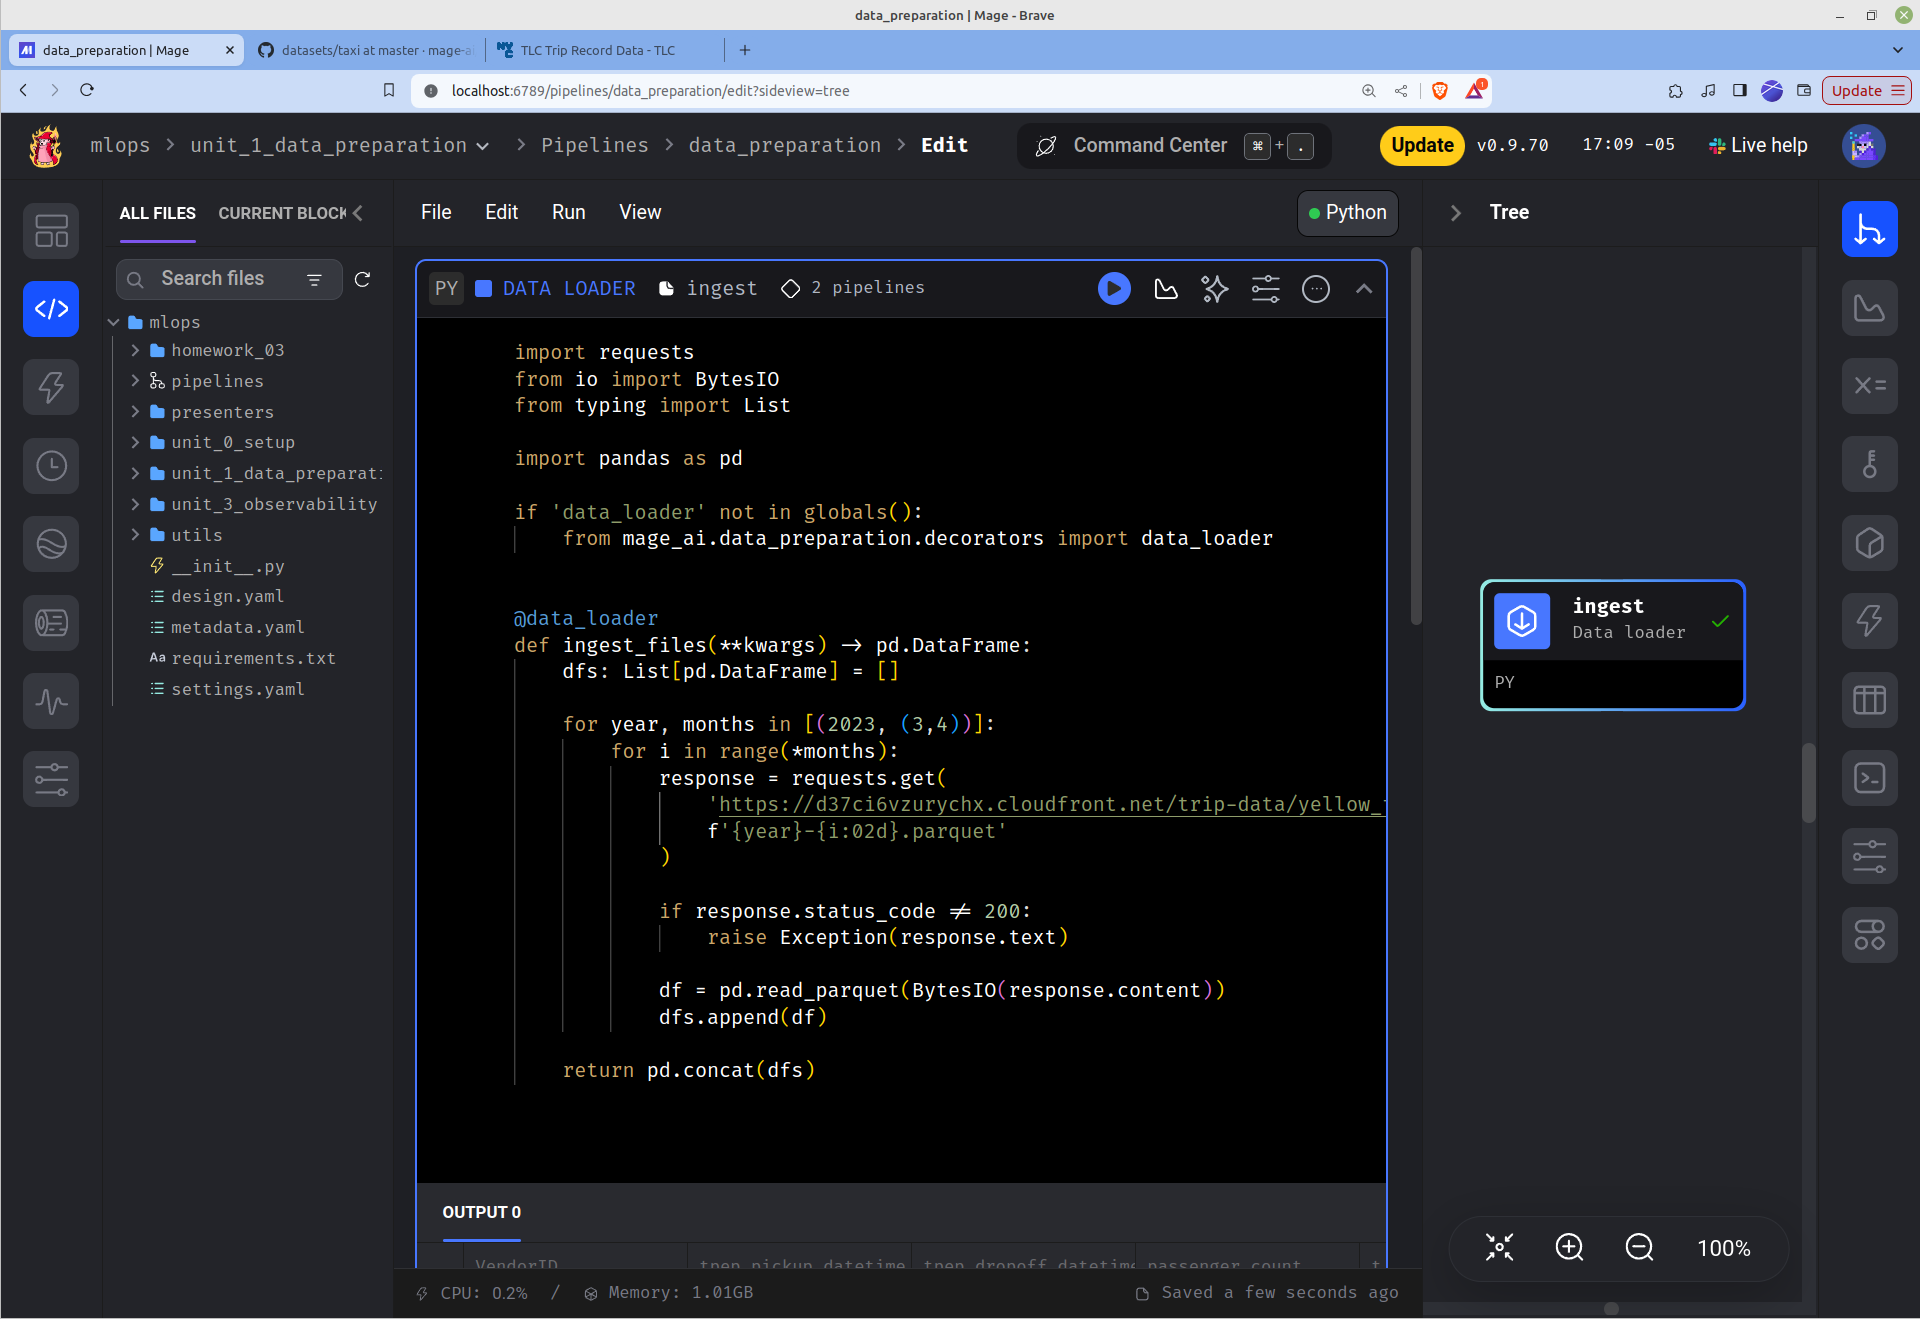 data_preparation | Mage - Brave
data_preparation | Mage
datasets/taxi at master · mage-a
TLC Trip Record Data - TLC
localhost:6789/pipelines/data_preparation/edit?sideview=tree
Update
mlops > unit_1_data_preparation > Pipelines > data_preparation > Edit
Command Center ⌘ + .
Update v0.9.70
17:09 -05
Live help
ALL FILES CURRENT BLOCK
File Edit Run View
Python
Tree
Search files
mlops
homework_03
pipelines
presenters
unit_0_setup
unit_1_data_preparati
unit_3_observability
utils
__init__.py
design.yaml
metadata.yaml
Aa requirements.txt
settings.yaml
PY DATA LOADER ingest 2 pipelines
import requests
from io import BytesIO
from typing import List
import pandas as pd
if 'data_loader' not in globals():
from mage_ai.data_preparation.decorators import data_loader
@data_loader
def ingest_files(**kwargs) -> pd.DataFrame:
dfs: List[pd.DataFrame] = []
for year, months in [(2023, (3,4))]:
for i in range(*months):
response = requests.get(
'https://d37ci6vzurychx.cloudfront.net/trip-data/yellow_
f'{year}-{i:02d}.parquet'
)
if response.status_code != 200:
raise Exception(response.text)
df = pd.read_parquet(BytesIO(response.content))
dfs.append(df)
return pd.concat(dfs)
OUTPUT 0
VendorID tpep_pickup_datetime tpep_dropoff_datetime passenger_count t
CPU: 0.2% / Memory: 1.01GB
Saved a few seconds ago
ingest
Data loader
PY
100%